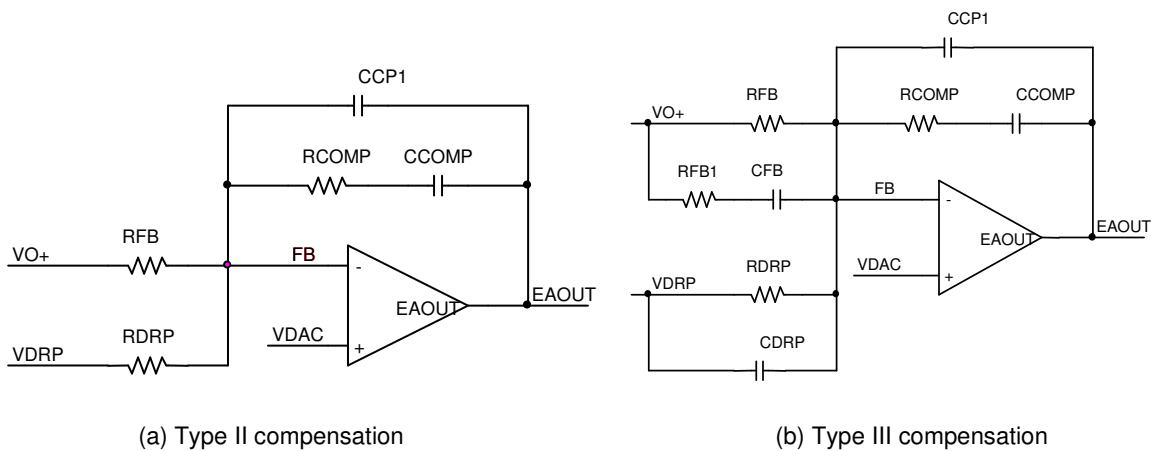 CCP1
RCOMP CCOMP
RFB
VO+
FB
-
EAOUT
EAOUT
RDRP
VDAC
+
VDRP
(a) Type II compensation
CCP1
RFB
RCOMP CCOMP
VO+
RFB1 CFB
FB
-
EAOUT
EAOUT
RDRP
VDAC
+
VDRP
CDRP
(b) Type III compensation